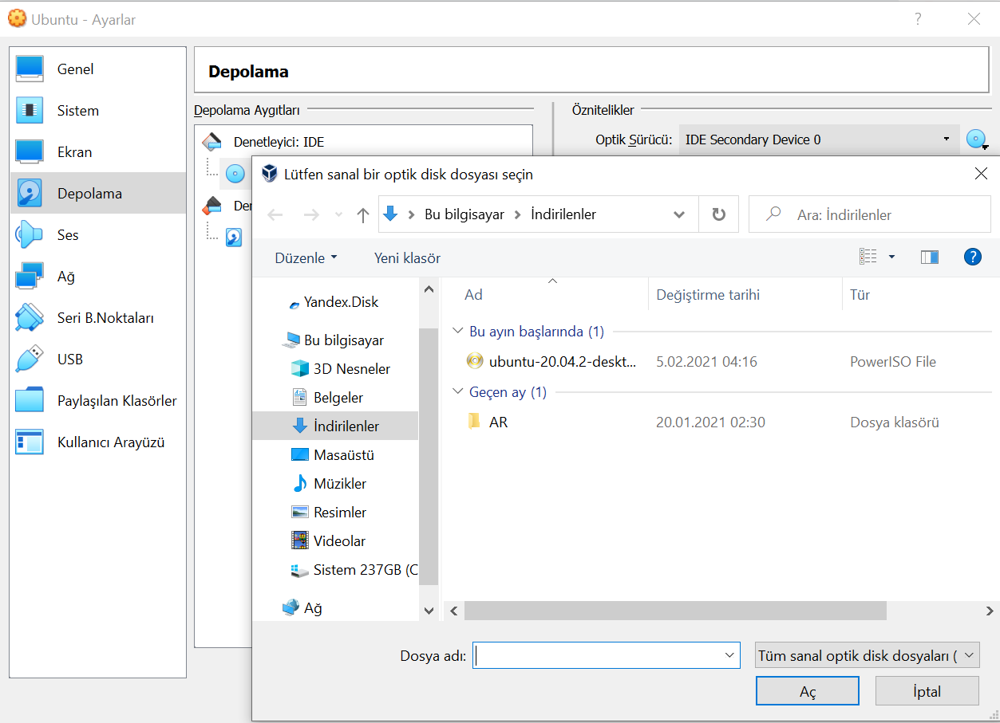 Ubuntu - Ayarlar
?
Genel
Sistem
Ekran
Depolama
Ses
Ağ
Seri B.Noktaları
USB
Paylaşılan Klasörler
Kullanıcı Arayüzü
Depolama
Depolama Aygıtları
Denetleyici: IDE
Der
Öznitelikler
Optik Sürücü: IDE Secondary Device 0
Lütfen sanal bir optik disk dosyası seçin
Bu bilgisayar > İndirilenler
Ara: İndirilenler
Düzenle
Yeni klasör
?
Yandex.Disk
Bu bilgisayar
3D Nesneler
Belgeler
İndirilenler
Masaüstü
Müzikler
Resimler
Videolar
Sistem 237GB (C
Ağ
Ad Değiştirme tarihi Tür
Bu ayın başlarında (1)
ubuntu-20.04.2-deskt... 5.02.2021 04:16 PowerISO File
Geçen ay (1)
AR 20.01.2021 02:30 Dosya klasörü
Dosya adı:
Tüm sanal optik disk dosyaları (
Aç
İptal